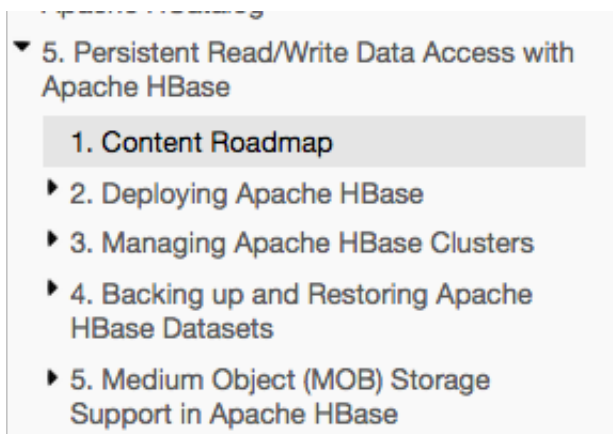 5. Persistent Read/Write Data Access with
Apache HBase
1. Content Roadmap
2. Deploying Apache HBase
3. Managing Apache HBase Clusters
4. Backing up and Restoring Apache
HBase Datasets
5. Medium Object (MOB) Storage
Support in Apache HBase